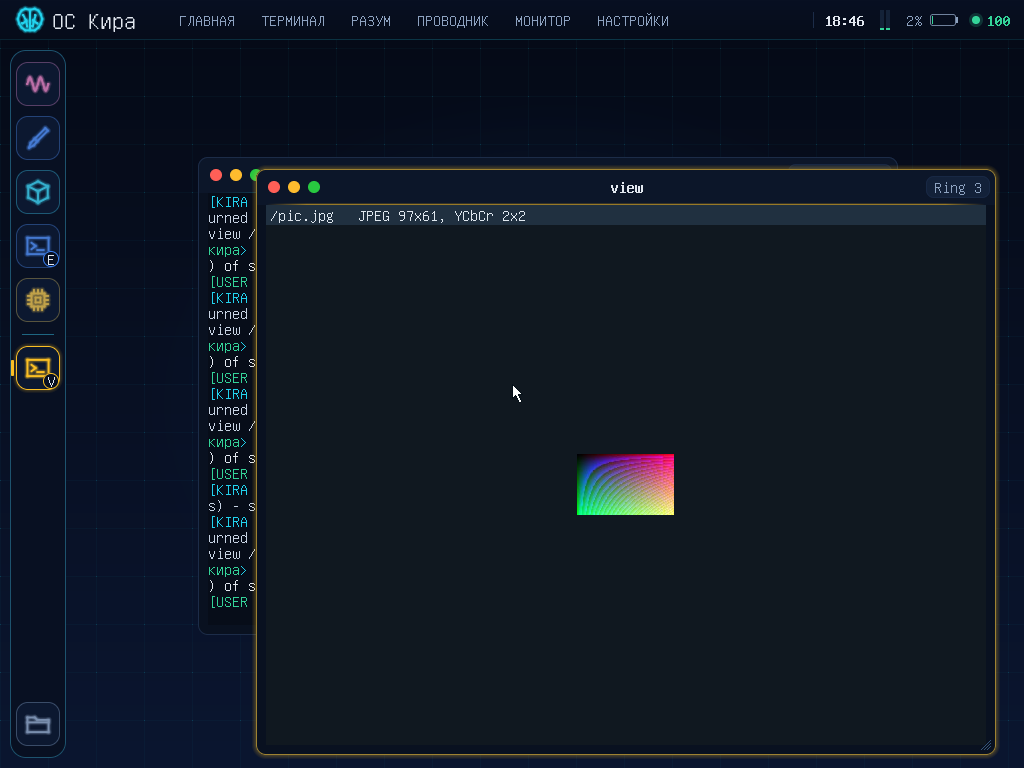 ОС Кира
ГЛАВНАЯ ТЕРМИНАЛ РАЗУМ ПРОВОДНИК МОНИТОР НАСТРОЙКИ
18:46 2% 100
E
V
view
Ring 3
/pic.jpg JPEG 97x61, YCbCr 2x2
[KIRA
urned
view /
кира>
) of s
[USER
[KIRA
urned
view /
кира>
) of s
[USER
[KIRA
urned
view /
кира>
) of s
[USER
[KIRA
s) - s
[KIRA
urned
view /
кира>
) of s
[USER